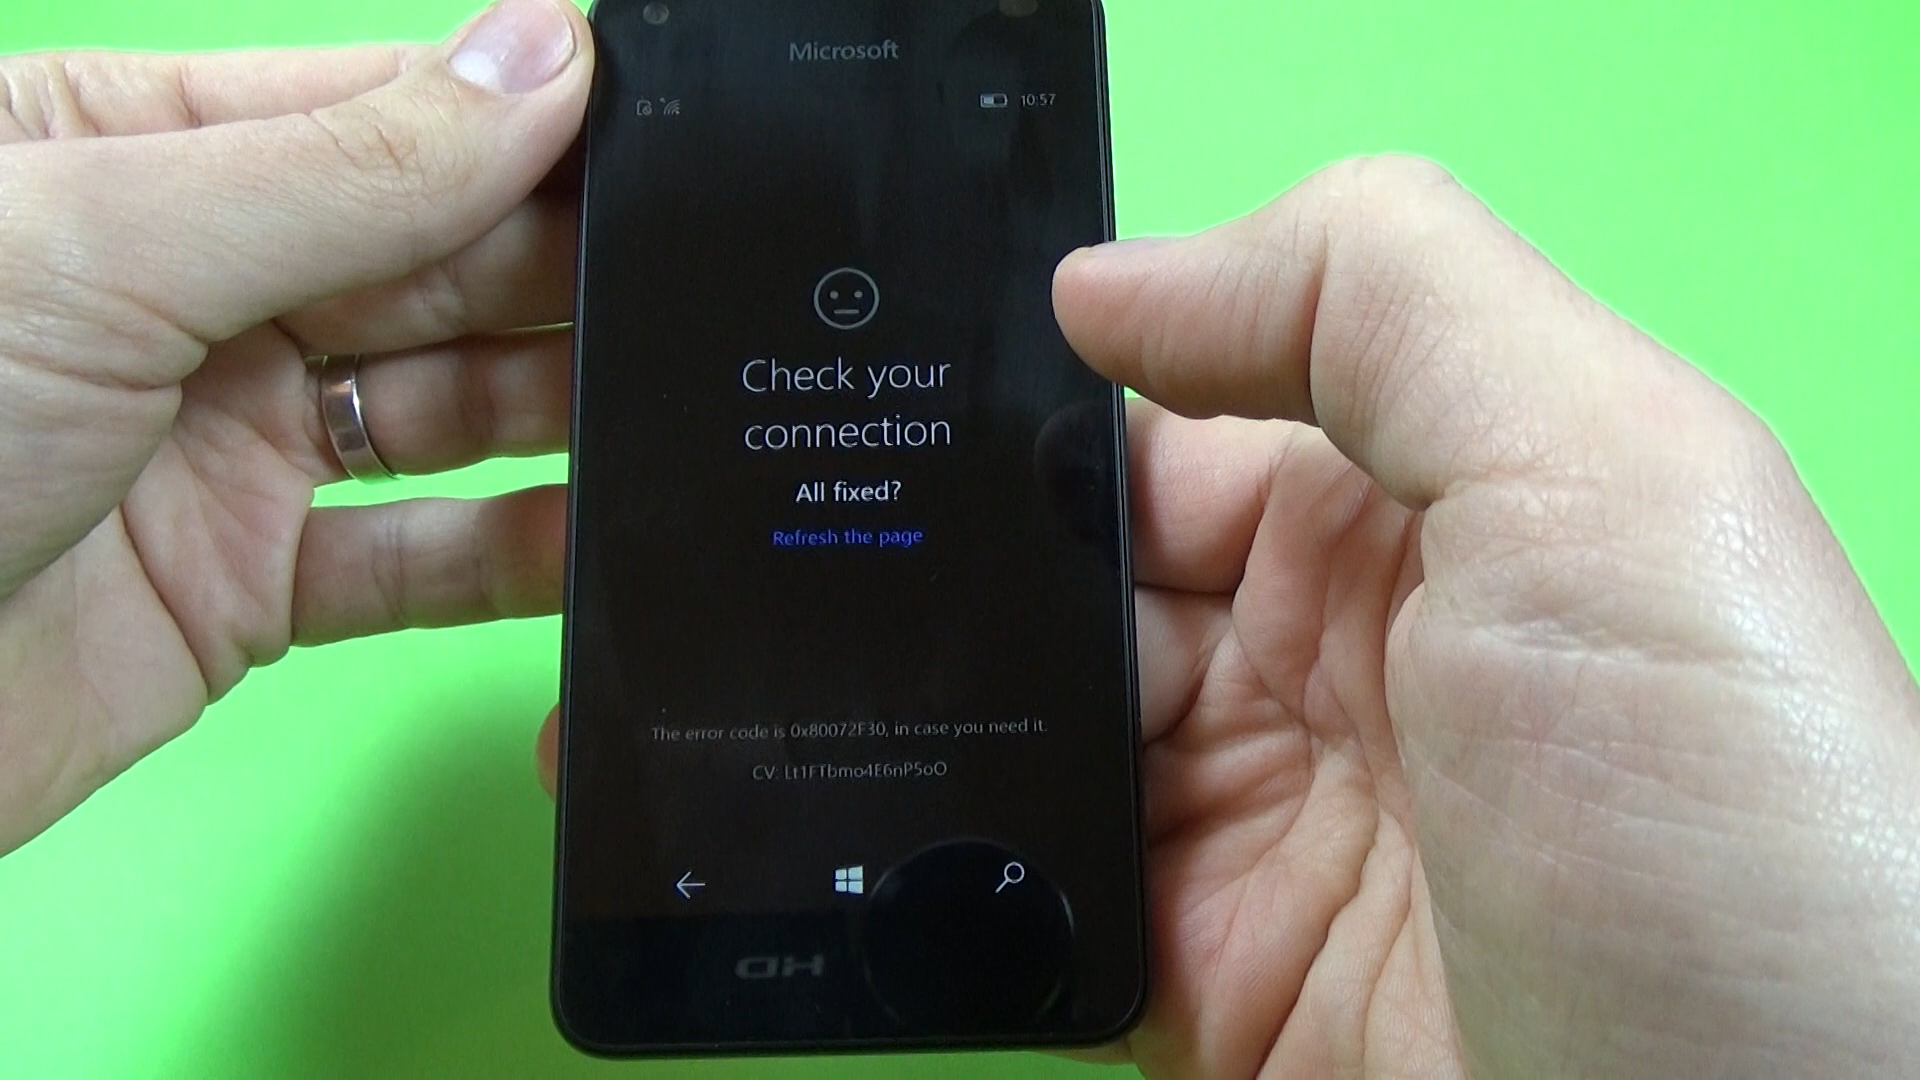 Microsoft
10:57
Check your
connection
All fixed?
Refresh the page
The error code is 0x80072F30, in case you need it.
CV: Lt1FTbmo4E6nP5oO
HD